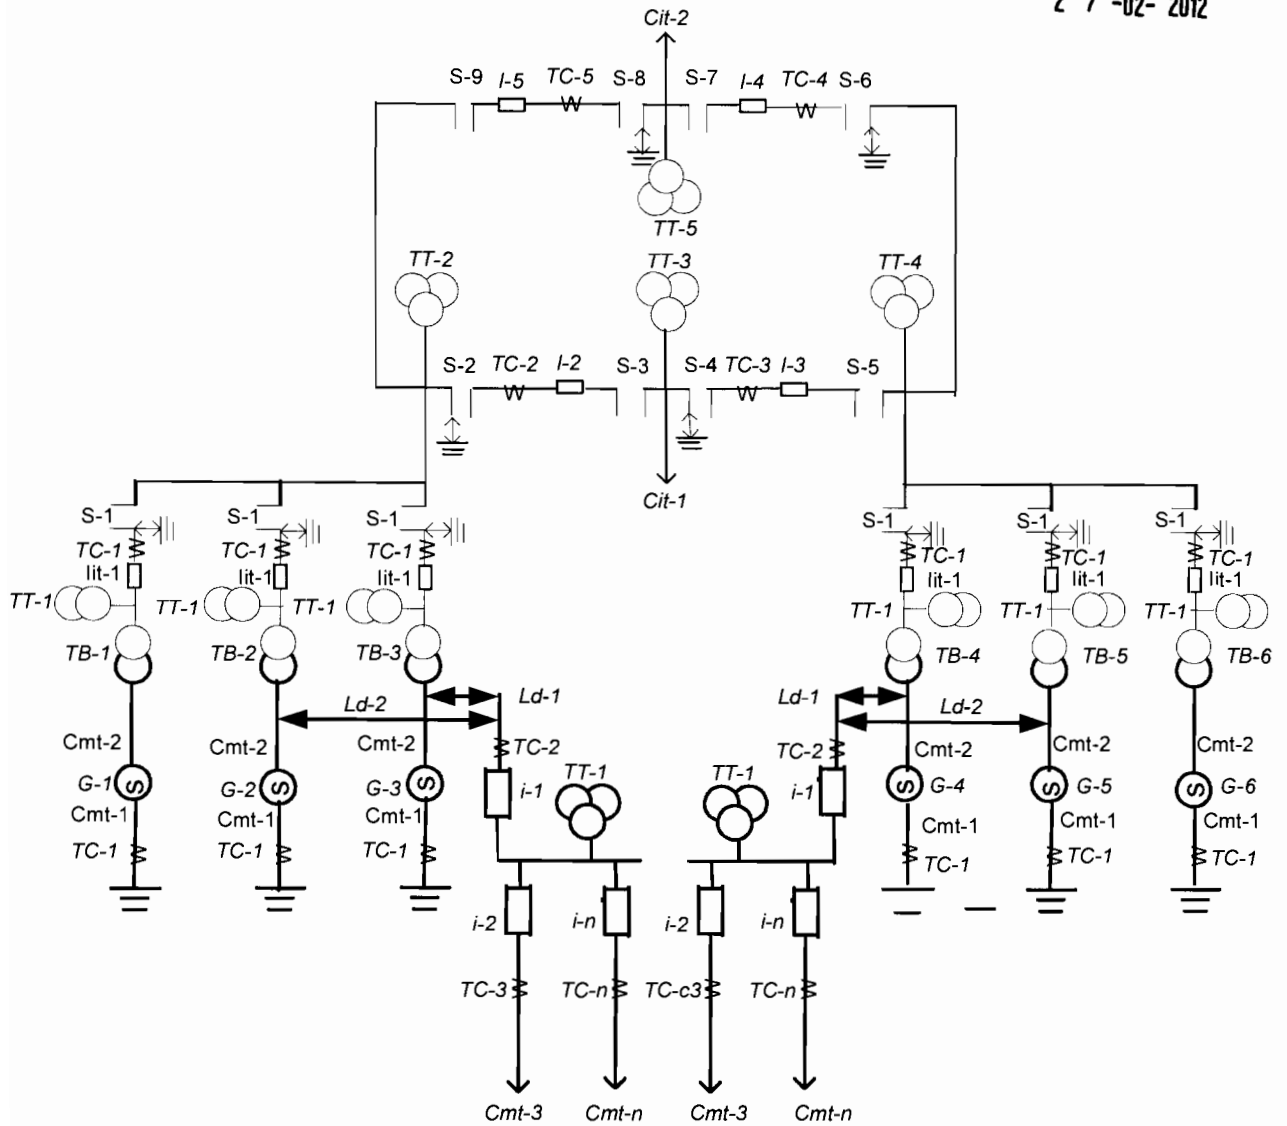 2 7 -02- 2012
Cit-2
S-9 I-5 TC-5 S-8 S-7 I-4 TC-4 S-6
TT-5
TT-2 TT-3 TT-4
S-2 TC-2 I-2 S-3 S-4 TC-3 I-3 S-5
Cit-1
S-1 S-1 S-1 S-1 S-1 S-1
TC-1 TC-1 TC-1 TC-1 TC-1 TC-1
Iit-1 Iit-1 Iit-1 Iit-1 Iit-1 Iit-1
TT-1 TT-1 TT-1 TT-1 TT-1 TT-1
TB-1 TB-2 TB-3 TB-4 TB-5 TB-6
Ld-1 Ld-1
Ld-2 Ld-2
Cmt-2 Cmt-2 Cmt-2 TC-2 TC-2 Cmt-2 Cmt-2 Cmt-2
TT-1 TT-1
G-1 S G-2 S G-3 S i-1 i-1 S G-4 S G-5 S G-6
Cmt-1 Cmt-1 Cmt-1 Cmt-1 Cmt-1 Cmt-1
TC-1 TC-1 TC-1 TC-1 TC-1 TC-1
i-2 i-n i-2 i-n
TC-3 TC-n TC-c3 TC-n
Cmt-3 Cmt-n Cmt-3 Cmt-n